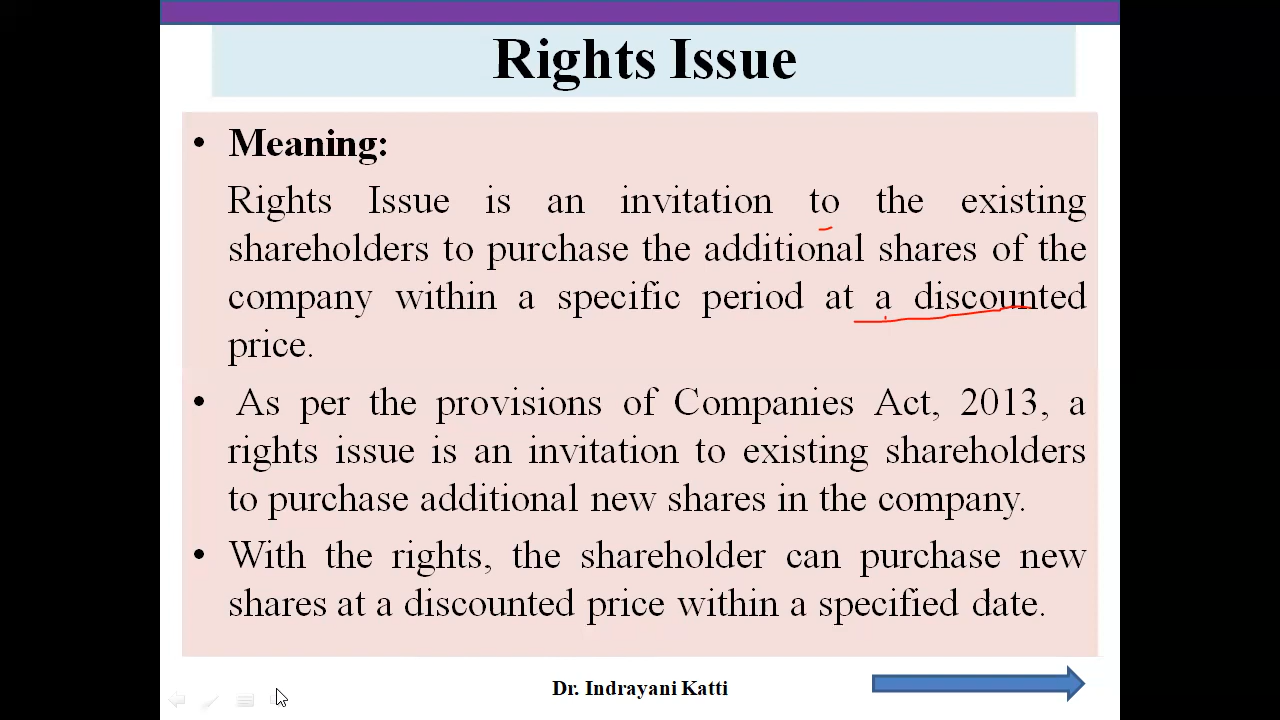 Rights Issue
• Meaning:
Rights Issue is an invitation to the existing
shareholders to purchase the additional shares of the
company within a specific period at a discounted
price.
• As per the provisions of Companies Act, 2013, a
rights issue is an invitation to existing shareholders
to purchase additional new shares in the company.
• With the rights, the shareholder can purchase new
shares at a discounted price within a specified date.
Dr. Indrayani Katti